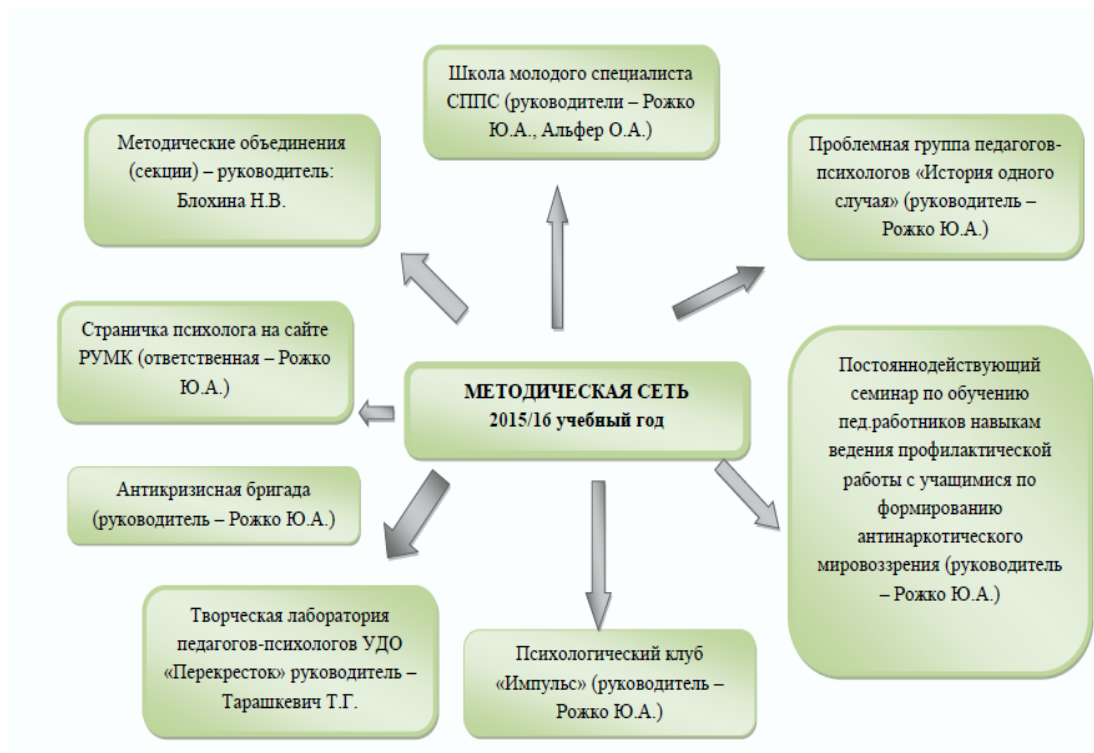 Школа молодого специалиста
СППС (руководители – Рожко
Ю.А., Альфер О.А.)
Методические объединения
(секции) – руководитель:
Блохина Н.В.
Проблемная группа педагогов-
психологов «История одного
случая» (руководитель –
Рожко Ю.А.)
Страничка психолога на сайте
РУМК (ответственная – Рожко
Ю.А.)
МЕТОДИЧЕСКАЯ СЕТЬ
2015/16 учебный год
Постояннодействующий
семинар по обучению
пед.работников навыкам
ведения профилактической
работы с учащимися по
формированию
антинаркотического
мировоззрения (руководитель
– Рожко Ю.А.)
Антикризисная бригада
(руководитель – Рожко Ю.А.)
Творческая лаборатория
педагогов-психологов УДО
«Перекресток» руководитель –
Тарашкевич Т.Г.
Психологический клуб
«Импульс» (руководитель –
Рожко Ю.А.)